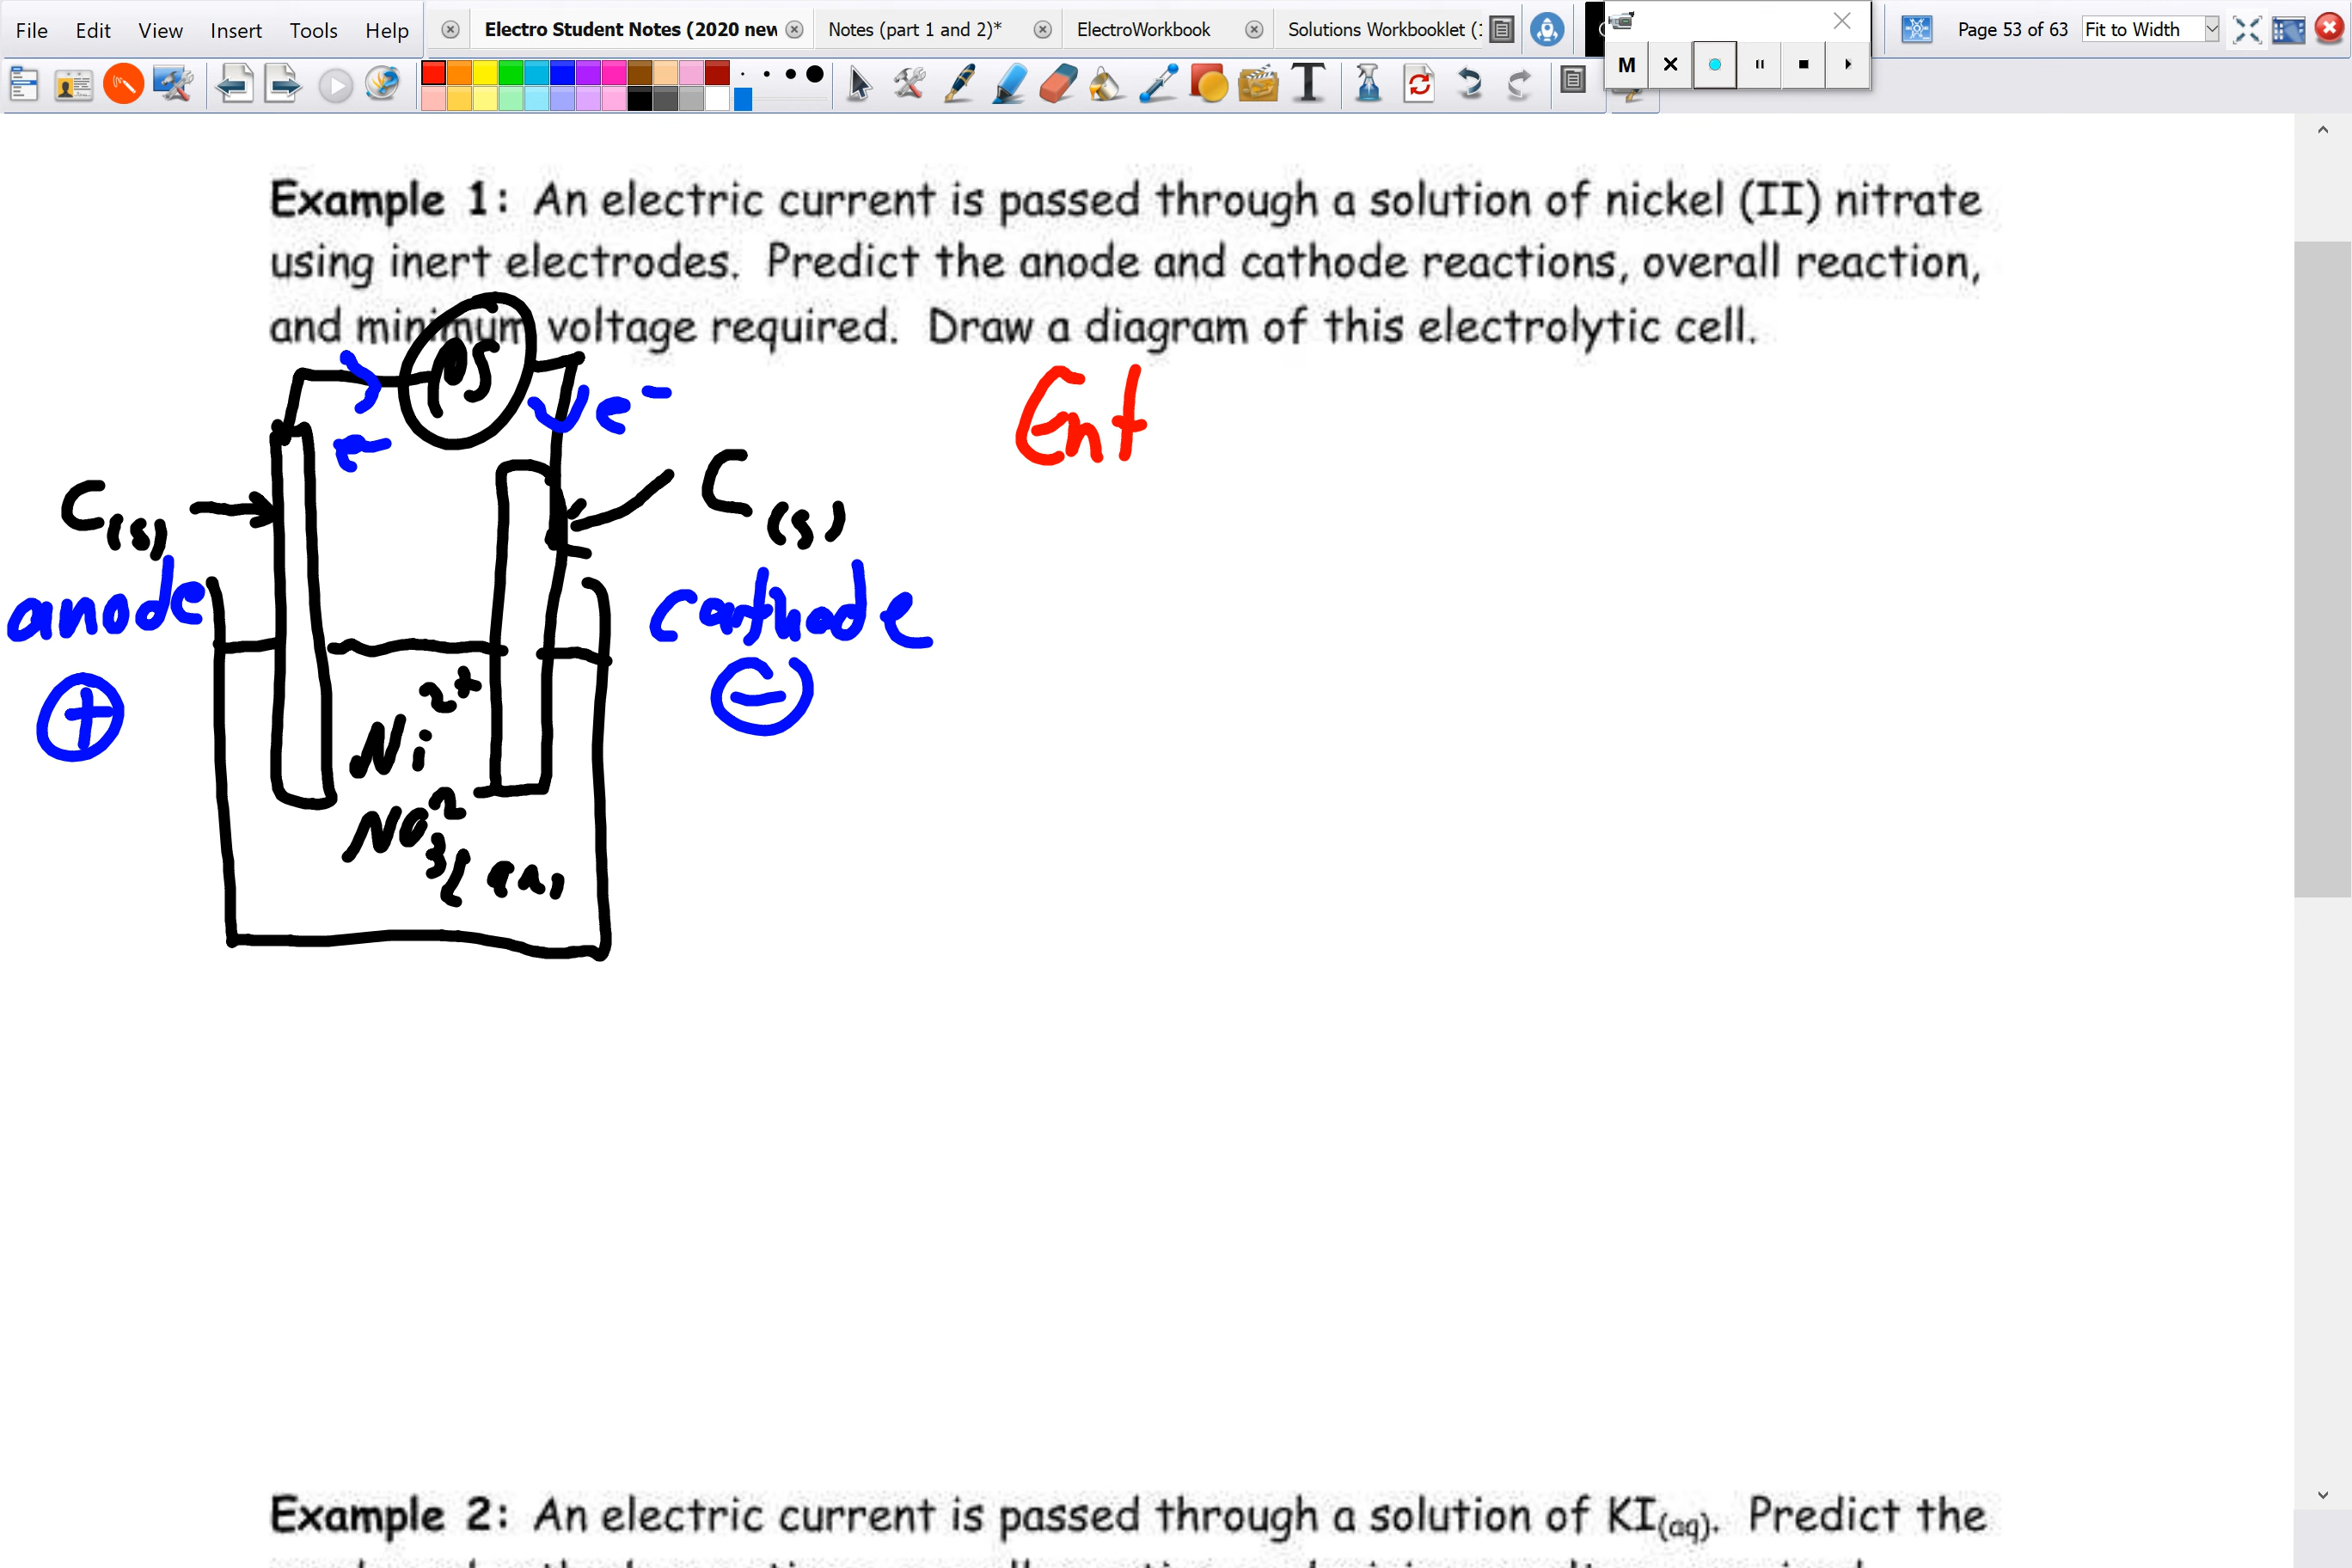 File Edit View Insert Tools Help
Electro Student Notes (2020 new
Notes (part 1 and 2)*
ElectroWorkbook
Solutions Workbooklet (1
Page 53 of 63
Fit to Width
M
Example 1: An electric current is passed through a solution of nickel (II) nitrate
using inert electrodes. Predict the anode and cathode reactions, overall reaction,
and minimum voltage required. Draw a diagram of this electrolytic cell.
PS
e-
Ent
C(s)
C(s)
anode
cathode
+
-
Ni2+
NO3
(aq)
Example 2: An electric current is passed through a solution of KI(aq). Predict the